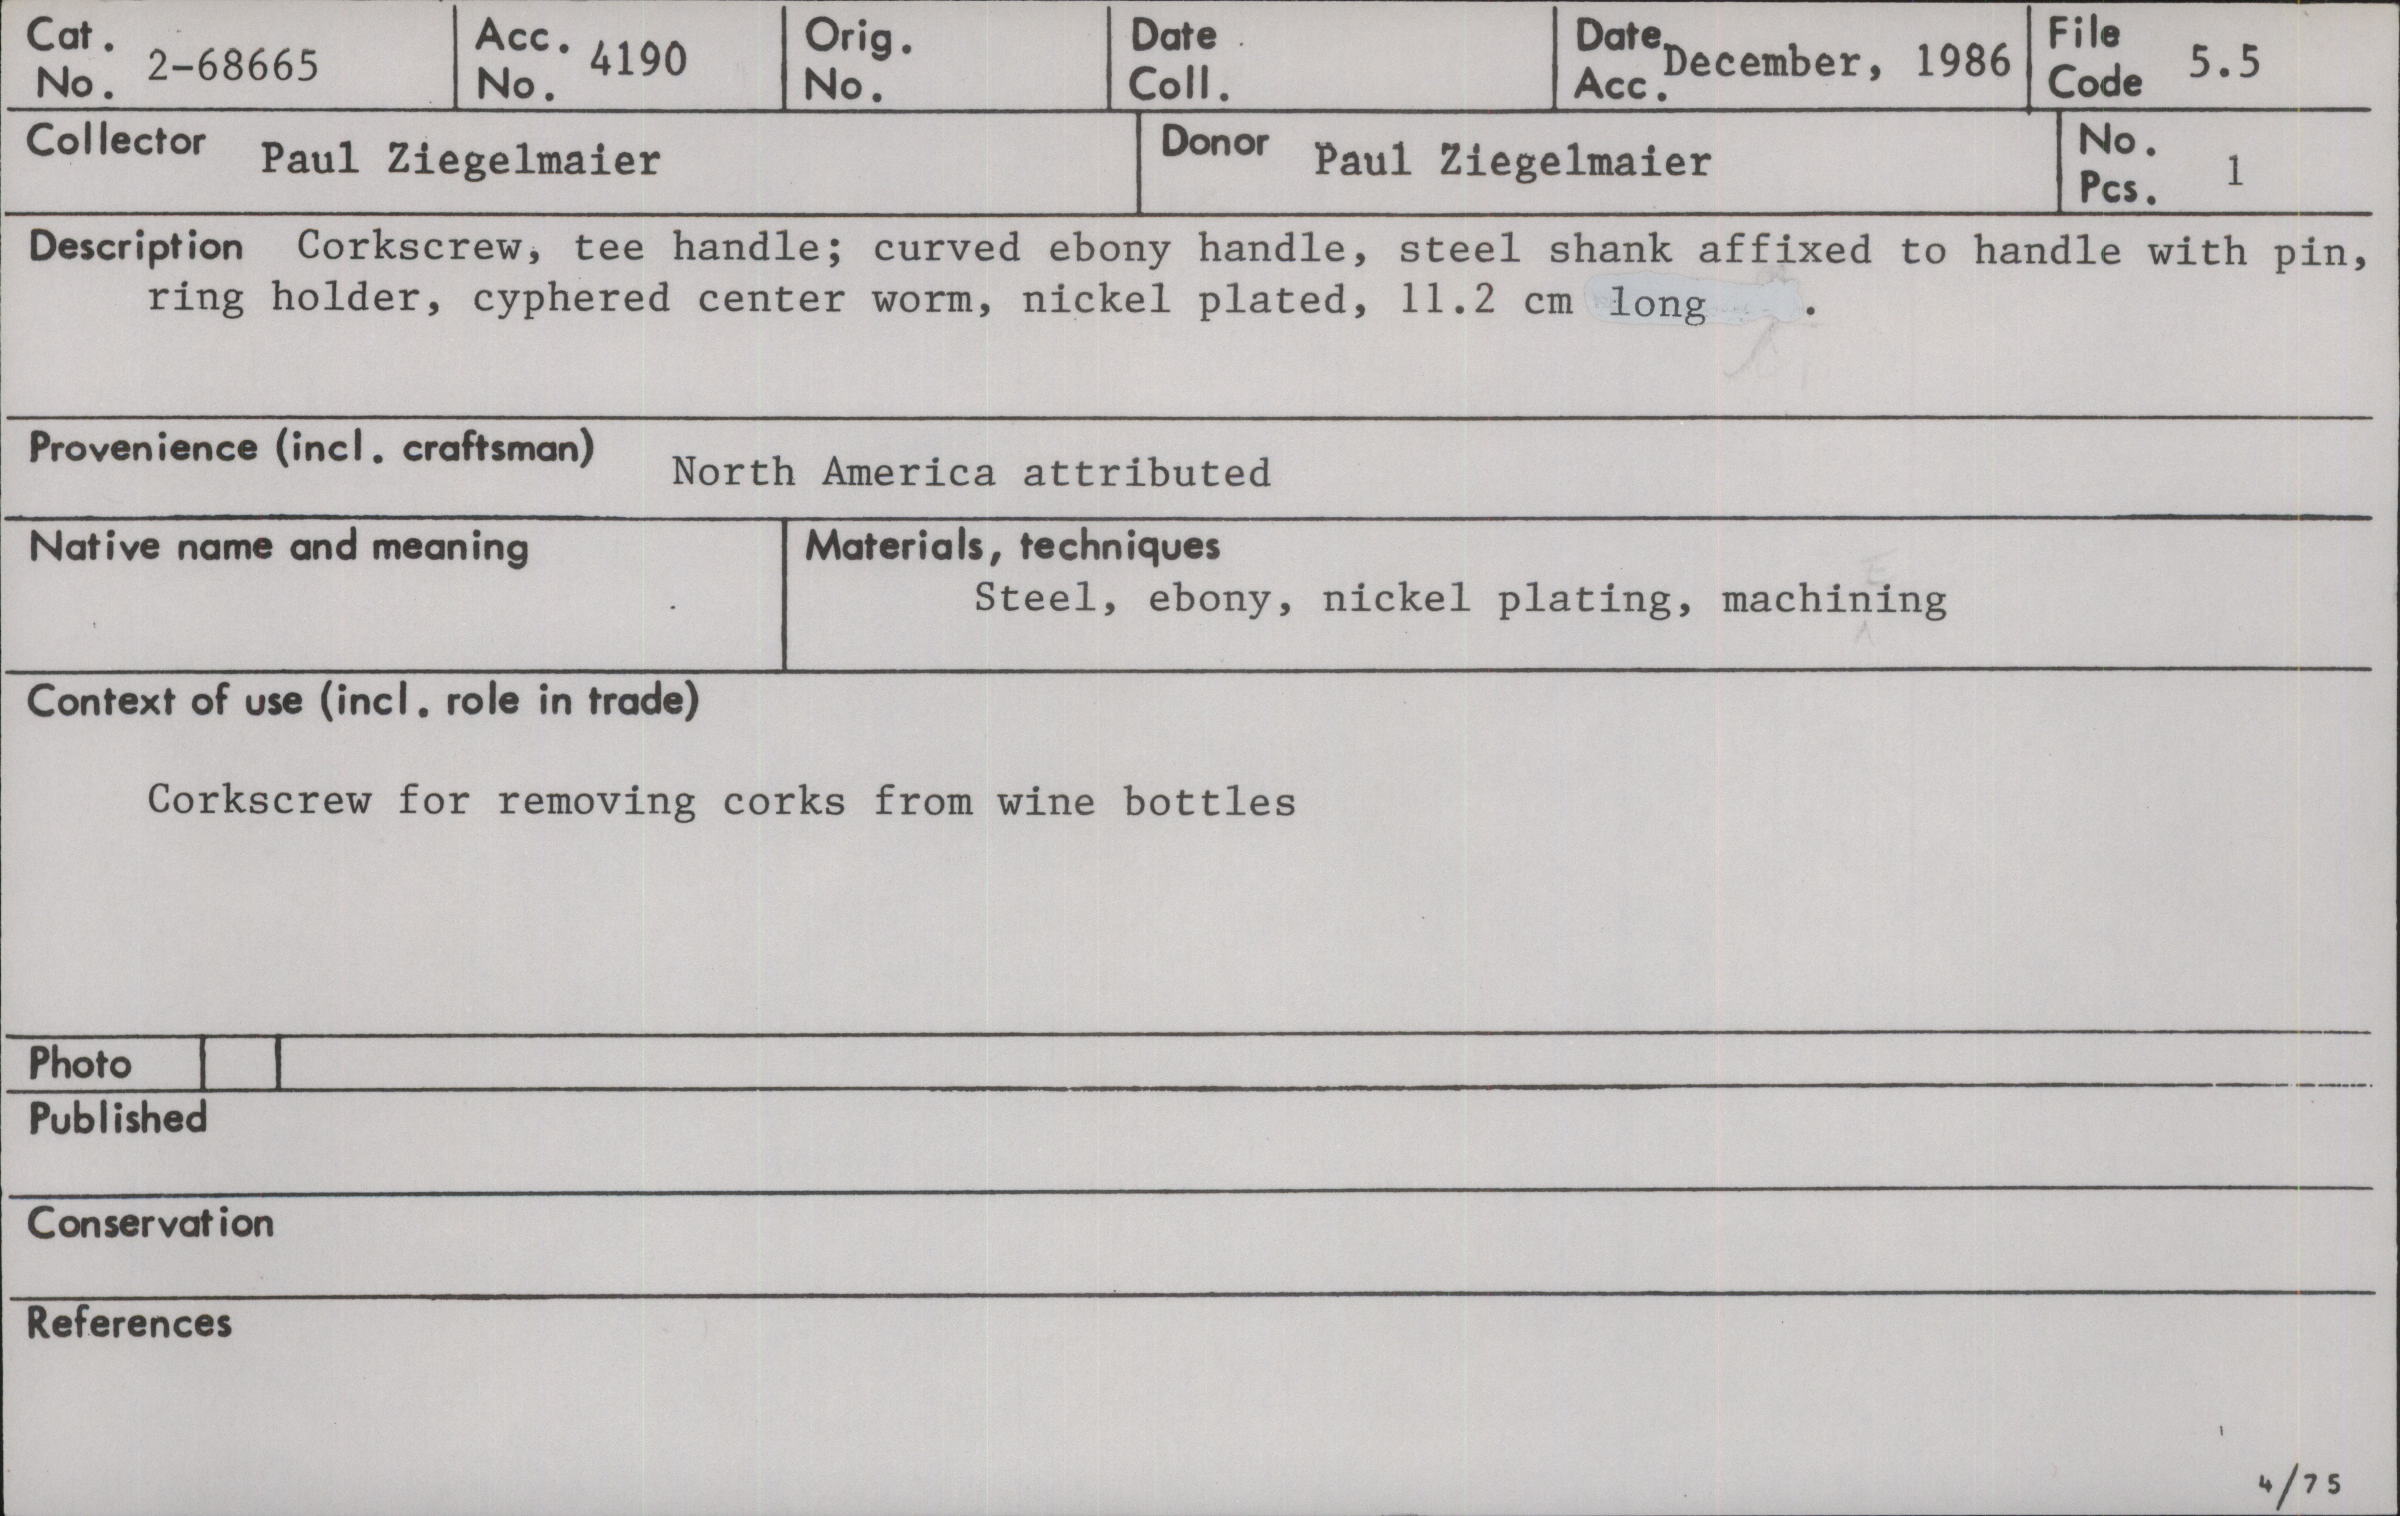 Cat. No. 2-68665 Acc. No. 4190 Orig. No. Date Coll. Date Acc. December, 1986 File Code 5.5
Collector Paul Ziegelmaier Donor Paul Ziegelmaier No. Pcs. 1
Description Corkscrew, tee handle; curved ebony handle, steel shank affixed to handle with pin,
ring holder, cyphered center worm, nickel plated, 11.2 cm long .
Provenience (incl. craftsman) North America attributed
Native name and meaning
Materials, techniques
Steel, ebony, nickel plating, machining
Context of use (incl. role in trade)
Corkscrew for removing corks from wine bottles
Photo
Published
Conservation
References
4/75